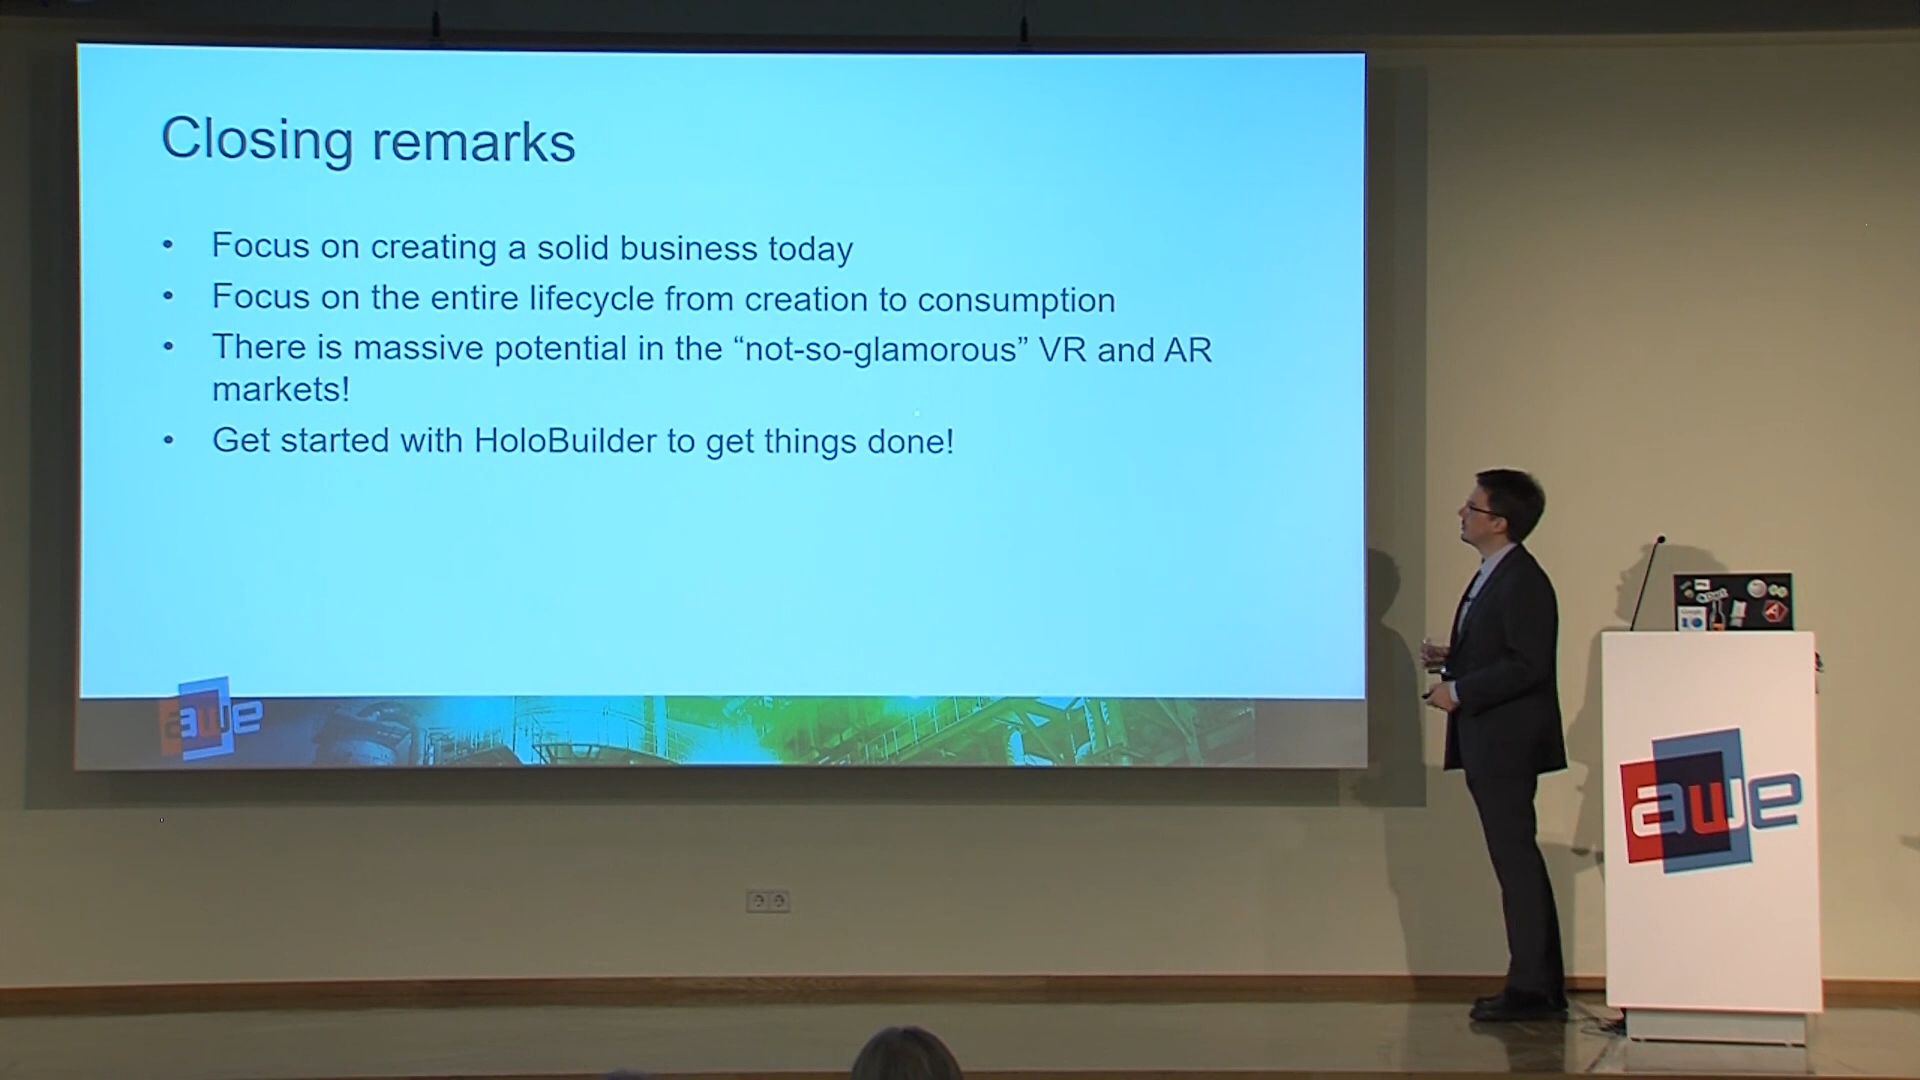 Closing remarks
• Focus on creating a solid business today
• Focus on the entire lifecycle from creation to consumption
• There is massive potential in the “not-so-glamorous” VR and AR
markets!
• Get started with HoloBuilder to get things done!
awe
awe